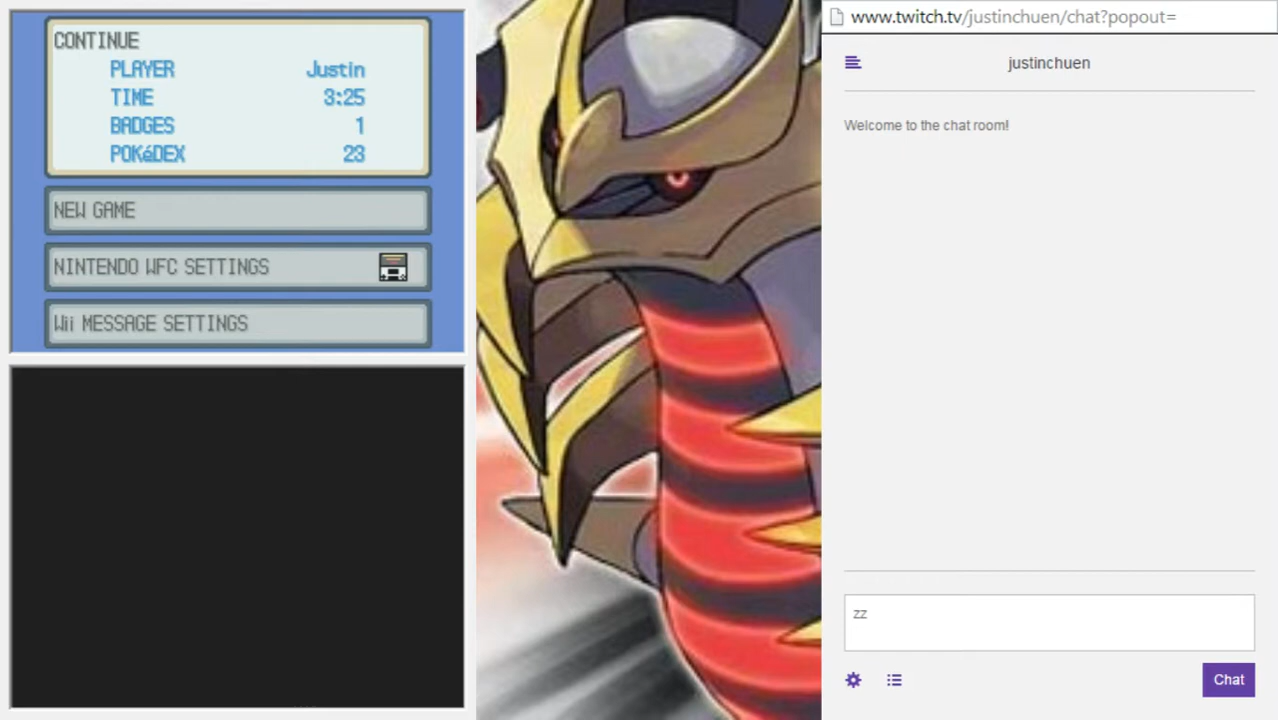 CONTINUE
PLAYER Justin
TIME 3:25
BADGES 1
POKéDEX 23
NEW GAME
NINTENDO WFC SETTINGS
Wii MESSAGE SETTINGS
www.twitch.tv/justinchuen/chat?popout=
justinchuen
Welcome to the chat room!
zz
Chat